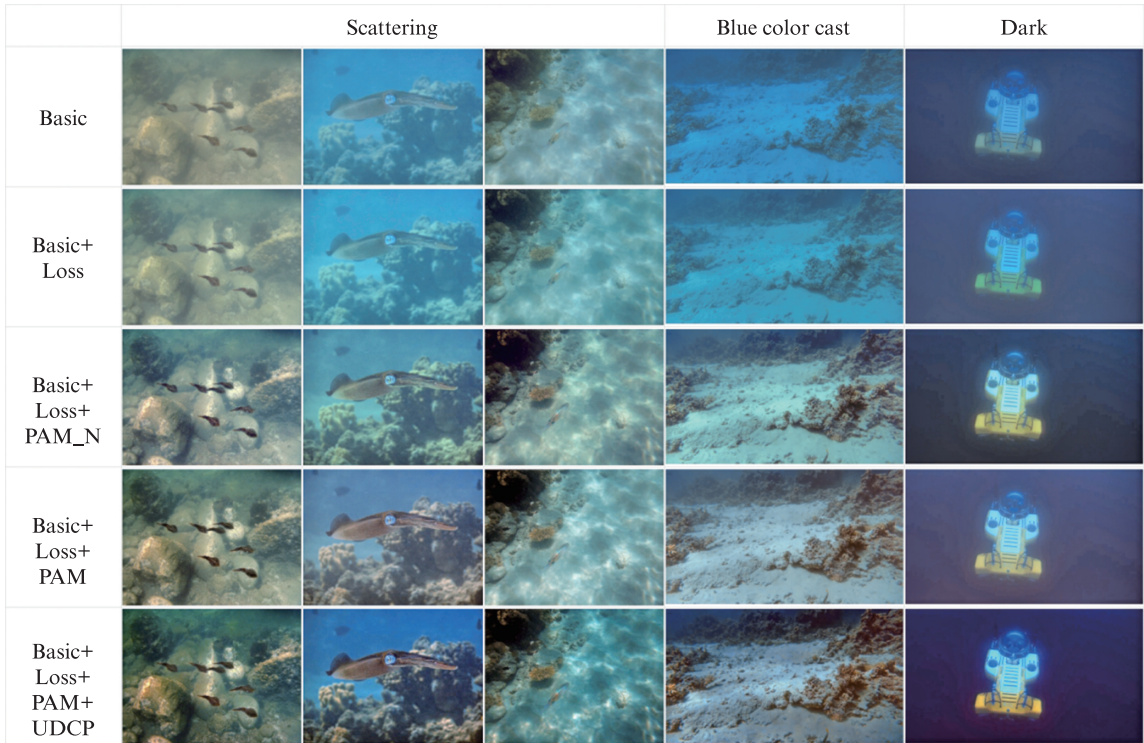 Scattering
Blue color cast
Dark
Basic
Basic+
Loss
Basic+
Loss+
PAM_N
Basic+
Loss+
PAM
Basic+
Loss+
PAM+
UDCP